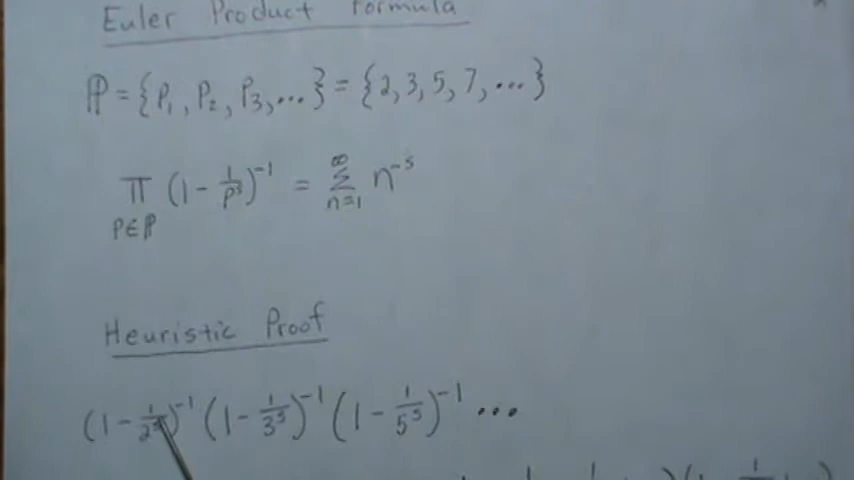 Euler Product Formula
ℙ = {P₁, P₂, P₃, ...} = {2, 3, 5, 7, ...}
∏_{P∈ℙ} (1 - 1/Pˢ)⁻¹ = ∑_{n=1}^{∞} n⁻ˢ
Heuristic Proof
(1 - 1/2ˢ)⁻¹ (1 - 1/3ˢ)⁻¹ (1 - 1/5ˢ)⁻¹ ...